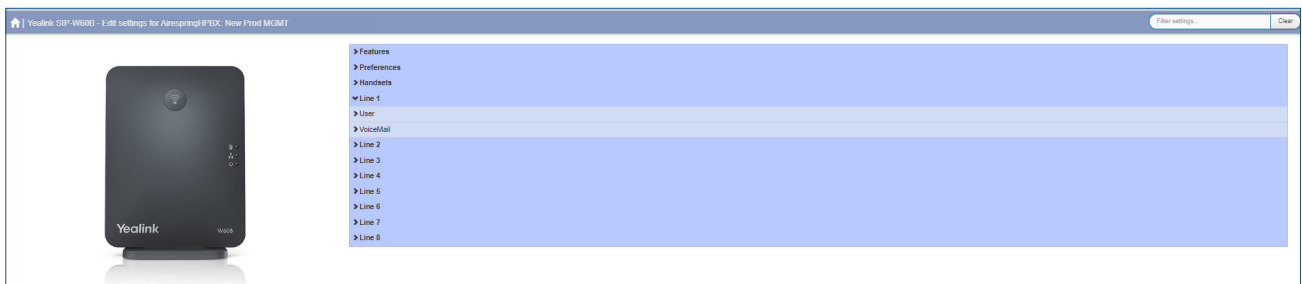 Yealink SIP-W60B - Edit settings for AirespringHPBX: New Prod MGMT
Filter settings...
Clear
Features
Preferences
Handsets
Line 1
User
VoiceMail
Line 2
Line 3
Line 4
Line 5
Line 6
Line 7
Line 8
Yealink
W60B